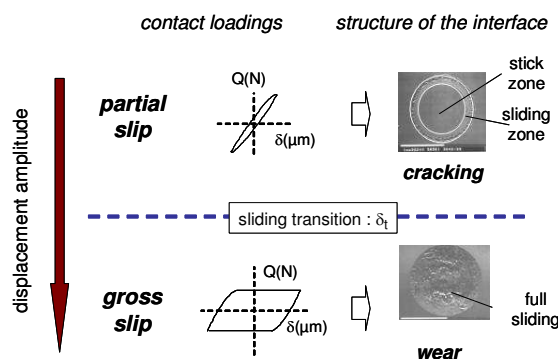 contact loadings
structure of the interface
displacement amplitude
partial
slip
Q(N)
δ(μm)
stick
zone
sliding
zone
cracking
sliding transition : δt
gross
slip
Q(N)
δ(μm)
full
sliding
wear